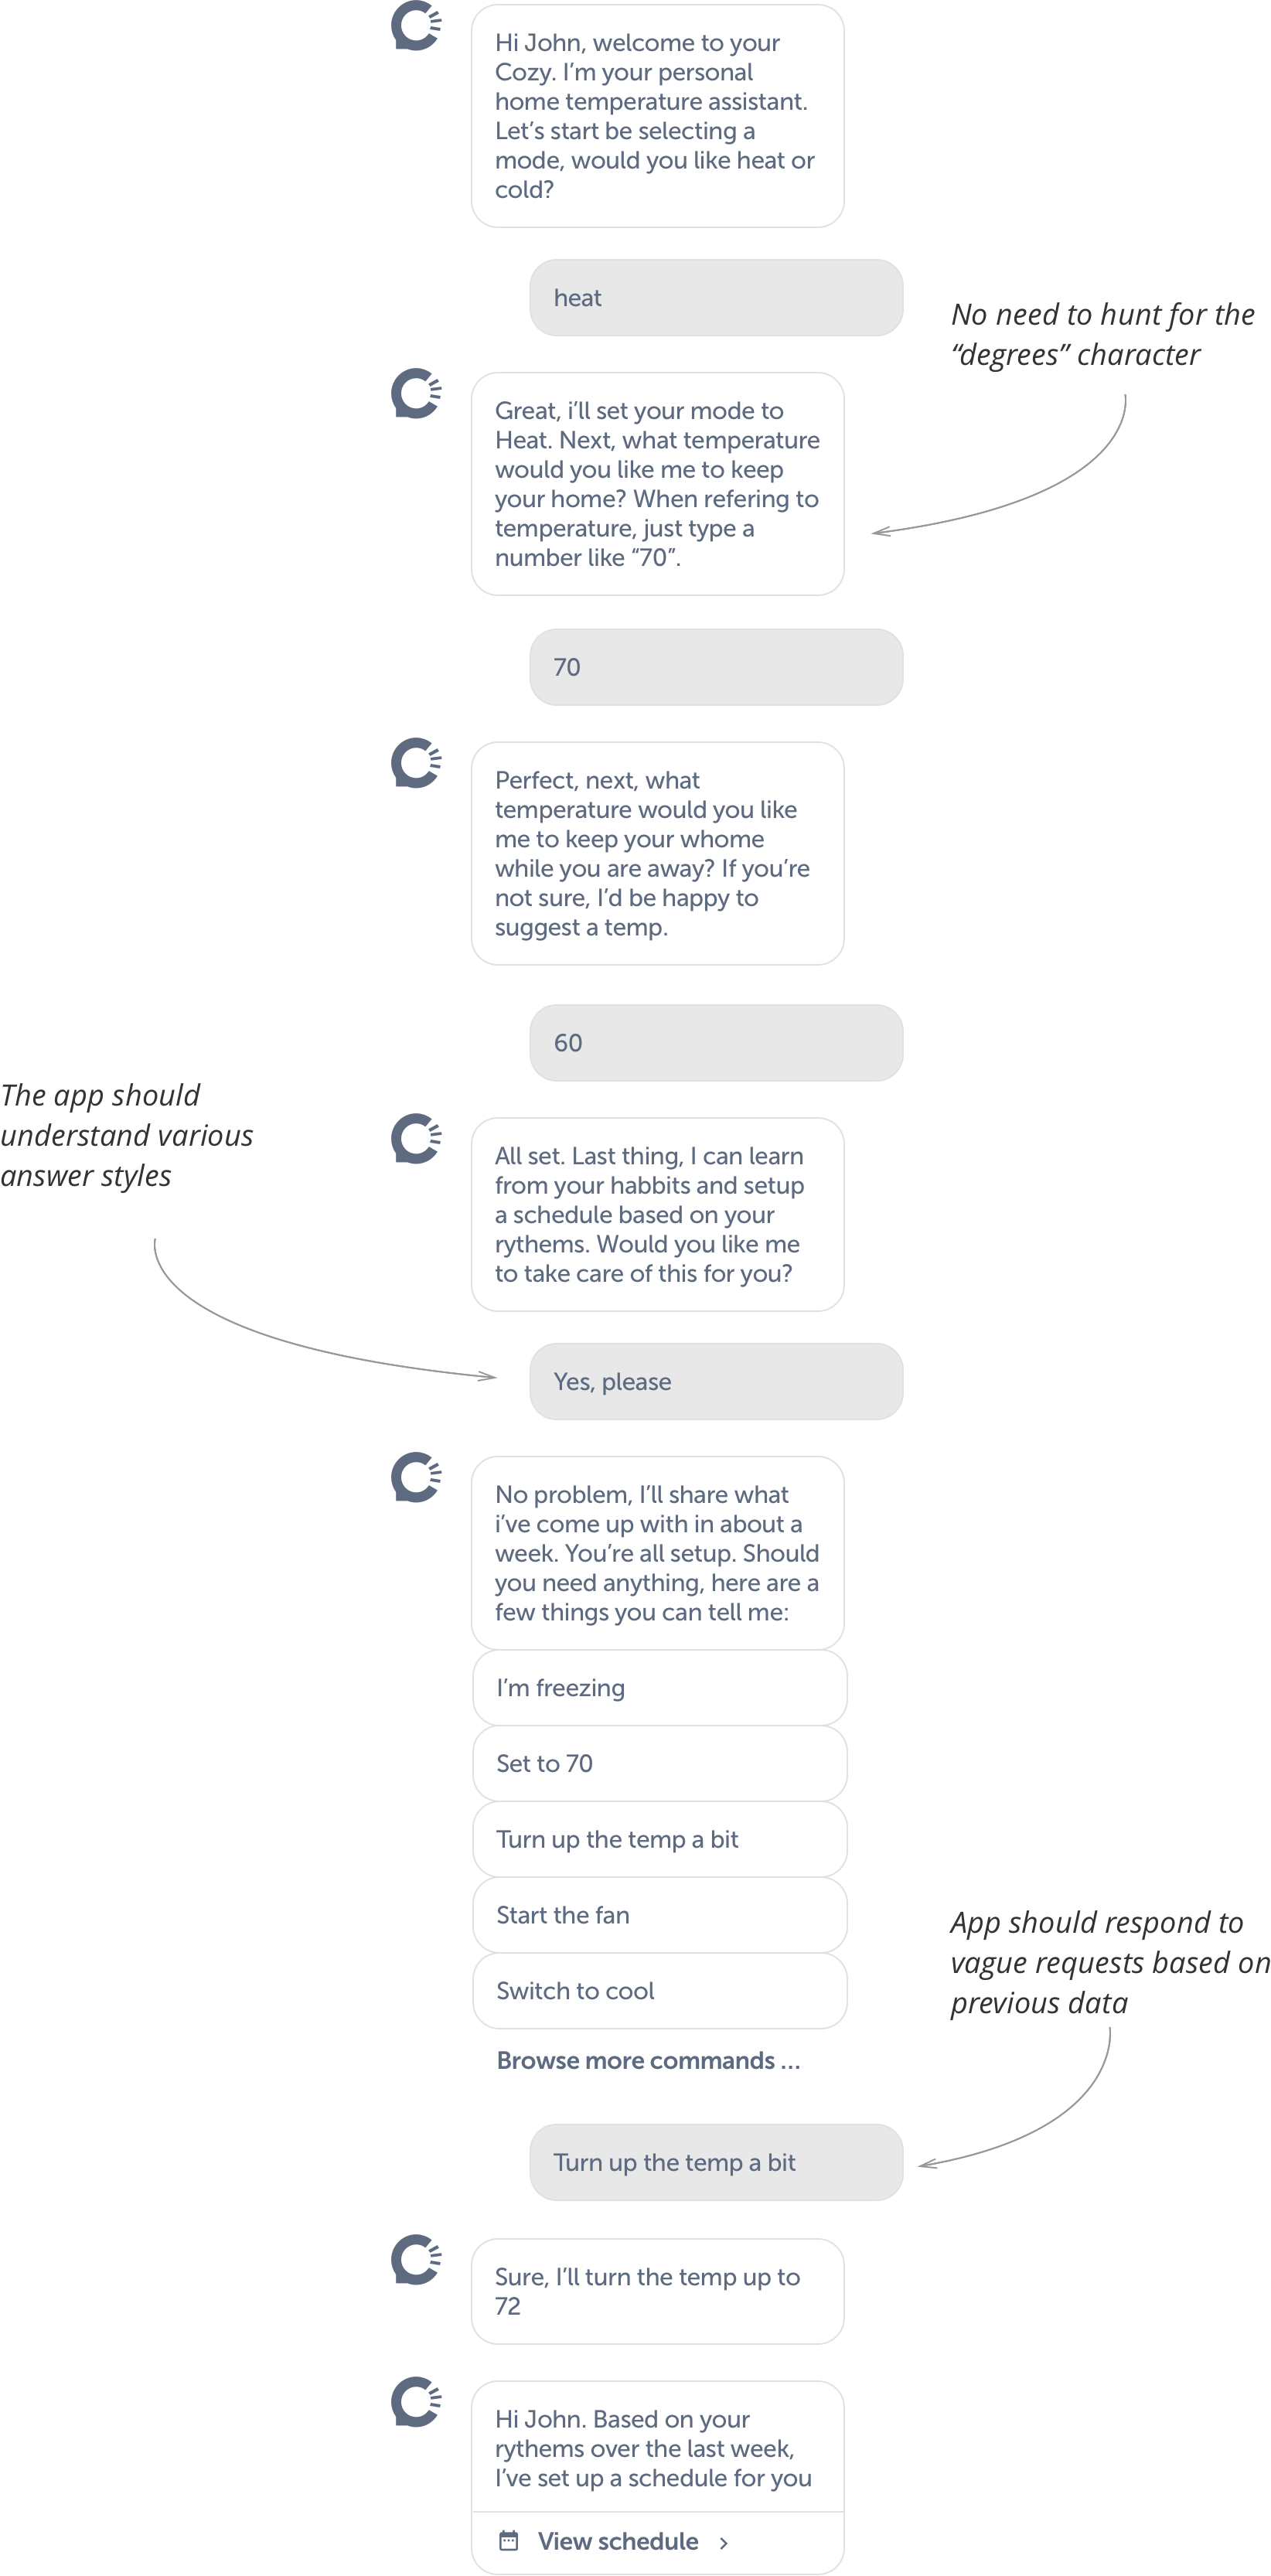 Hi John, welcome to your
Cozy. I’m your personal
home temperature assistant.
Let’s start be selecting a
mode, would you like heat or
cold?
heat
No need to hunt for the
“degrees” character
Great, i’ll set your mode to
Heat. Next, what temperature
would you like me to keep
your home? When refering to
temperature, just type a
number like “70”.
70
Perfect, next, what
temperature would you like
me to keep your whome
while you are away? If you’re
not sure, I’d be happy to
suggest a temp.
60
The app should
understand various
answer styles
All set. Last thing, I can learn
from your habbits and setup
a schedule based on your
rythems. Would you like me
to take care of this for you?
Yes, please
No problem, I’ll share what
i’ve come up with in about a
week. You’re all setup. Should
you need anything, here are a
few things you can tell me:
I’m freezing
Set to 70
Turn up the temp a bit
Start the fan
Switch to cool
Browse more commands ...
App should respond to
vague requests based on
previous data
Turn up the temp a bit
Sure, I’ll turn the temp up to
72
Hi John. Based on your
rythems over the last week,
I’ve set up a schedule for you
View schedule